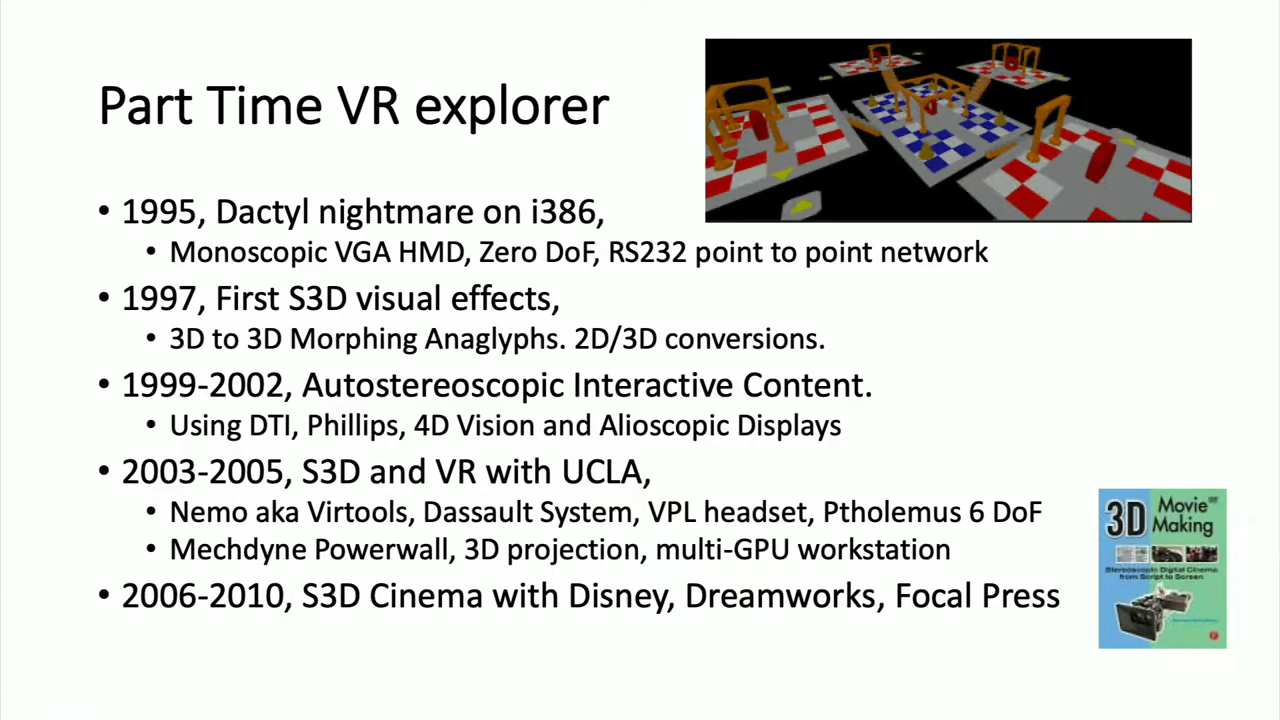 Part Time VR explorer
• 1995, Dactyl nightmare on i386,
• Monoscopic VGA HMD, Zero DoF, RS232 point to point network
• 1997, First S3D visual effects,
• 3D to 3D Morphing Anaglyphs. 2D/3D conversions.
• 1999-2002, Autostereoscopic Interactive Content.
• Using DTI, Phillips, 4D Vision and Alioscopic Displays
• 2003-2005, S3D and VR with UCLA,
• Nemo aka Virtools, Dassault System, VPL headset, Ptholemus 6 DoF
• Mechdyne Powerwall, 3D projection, multi-GPU workstation
• 2006-2010, S3D Cinema with Disney, Dreamworks, Focal Press
3D Movie
Making
Stereoscopic Digital Cinema
from Script to Screen